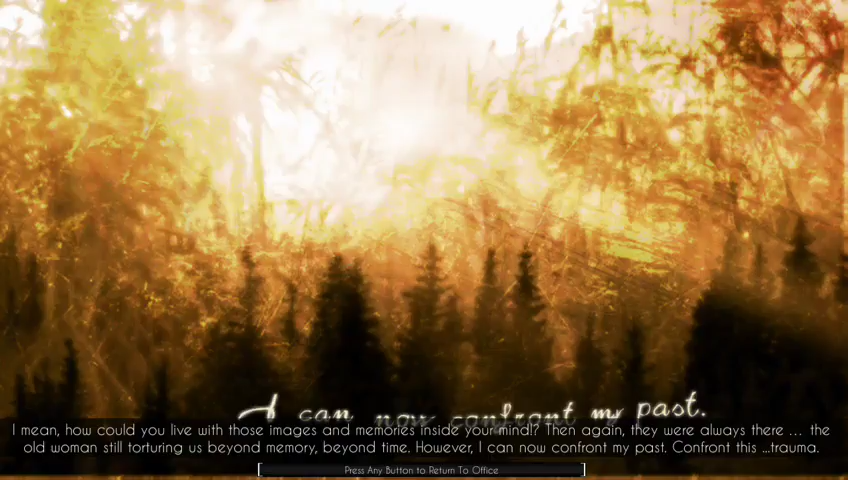 I can now confront my past.
I mean, how could you live with those images and memories inside your mind!? Then again, they were always there ... the
old woman still torturing us beyond memory, beyond time. However, I can now confront my past. Confront this ...trauma.
Press Any Button to Return To Office